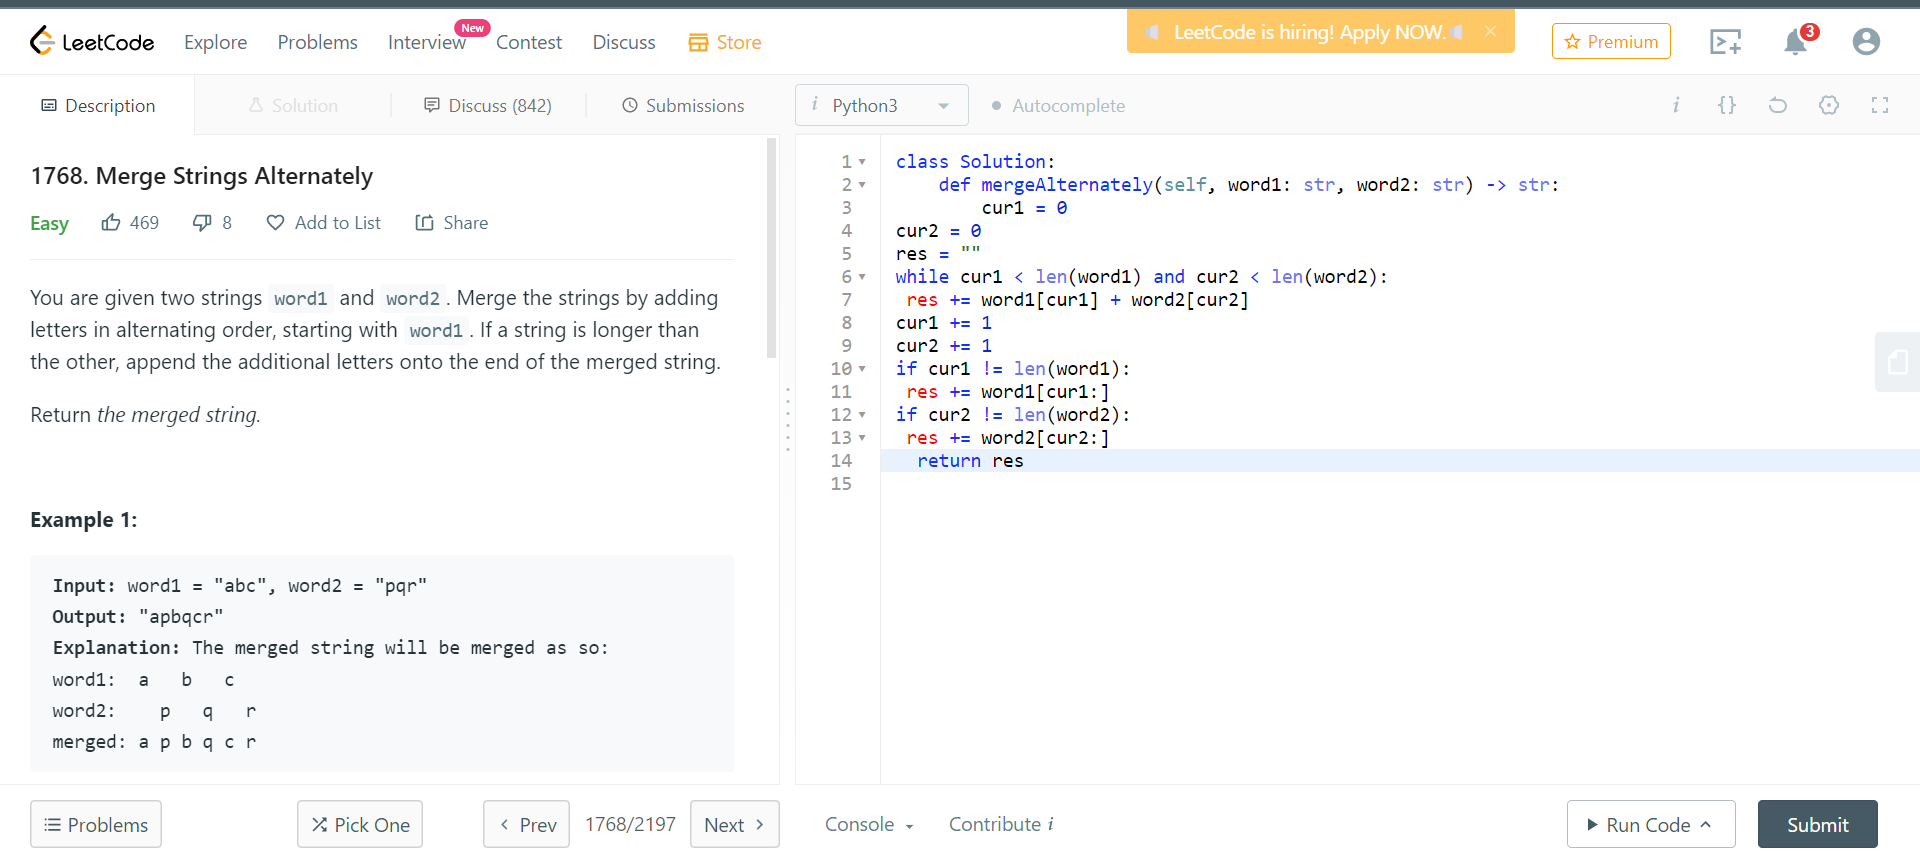 LeetCode Explore Problems Interview New Contest Discuss Store LeetCode is hiring! Apply NOW. Premium 3
Description Solution Discuss (842) Submissions i Python3 Autocomplete i {}
1768. Merge Strings Alternately
Easy 469 8 Add to List Share
You are given two strings word1 and word2. Merge the strings by adding
letters in alternating order, starting with word1. If a string is longer than
the other, append the additional letters onto the end of the merged string.
Return the merged string.
Example 1:
Input: word1 = "abc", word2 = "pqr"
Output: "apbqcr"
Explanation: The merged string will be merged as so:
word1:  a   b   c
word2:    p   q   r
merged: a p b q c r
1 class Solution:
2     def mergeAlternately(self, word1: str, word2: str) -> str:
3         cur1 = 0
4 cur2 = 0
5 res = ""
6 while cur1 < len(word1) and cur2 < len(word2):
7  res += word1[cur1] + word2[cur2]
8 cur1 += 1
9 cur2 += 1
10 if cur1 != len(word1):
11  res += word1[cur1:]
12 if cur2 != len(word2):
13  res += word2[cur2:]
14   return res
15
Problems Pick One < Prev 1768/2197 Next > Console Contribute i Run Code Submit